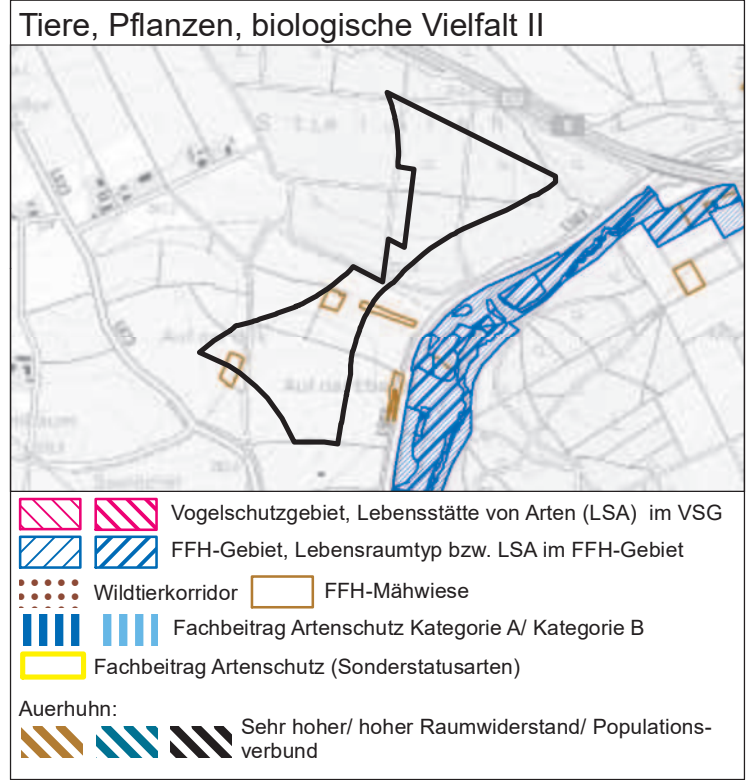 Tiere, Pflanzen, biologische Vielfalt II
Vogelschutzgebiet, Lebensstätte von Arten (LSA) im VSG
FFH-Gebiet, Lebensraumtyp bzw. LSA im FFH-Gebiet
Wildtierkorridor FFH-Mähwiese
Fachbeitrag Artenschutz Kategorie A/ Kategorie B
Fachbeitrag Artenschutz (Sonderstatusarten)
Auerhuhn:
Sehr hoher/ hoher Raumwiderstand/ Populations-
verbund